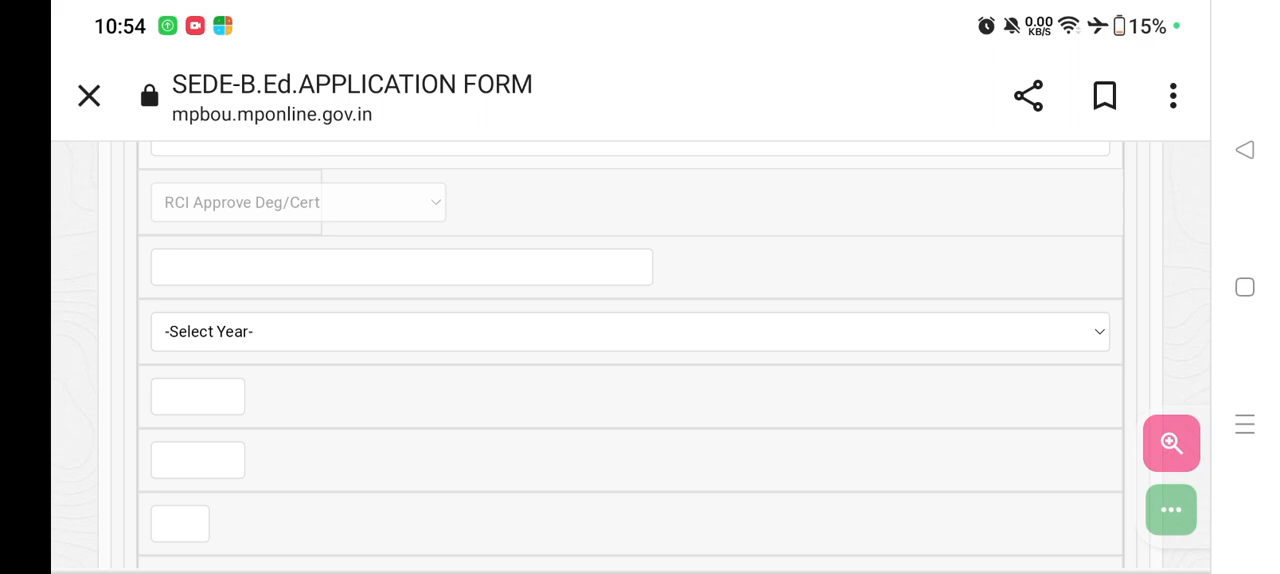 10:54
0.00
KB/S
15%
SEDE-B.Ed.APPLICATION FORM
mpbou.mponline.gov.in
RCI Approve Deg/Cert
-Select Year-